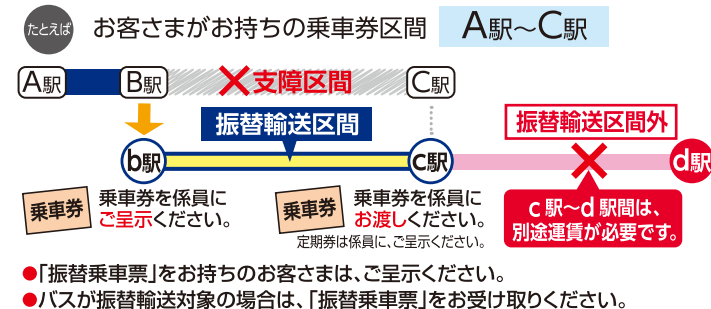 たとえば
お客さまがお持ちの乗車券区間 A駅～C駅
A駅 B駅 支障区間 C駅
振替輸送区間 振替輸送区間外
b駅 c駅 d駅
乗車券 乗車券を係員に
ご呈示ください。
乗車券 乗車券を係員に
お渡しください。
定期券は係員に、ご呈示ください。
c駅～d駅間は、
別途運賃が必要です。
●「振替乗車票」をお持ちのお客さまは、ご呈示ください。
●バスが振替輸送対象の場合は、「振替乗車票」をお受け取りください。